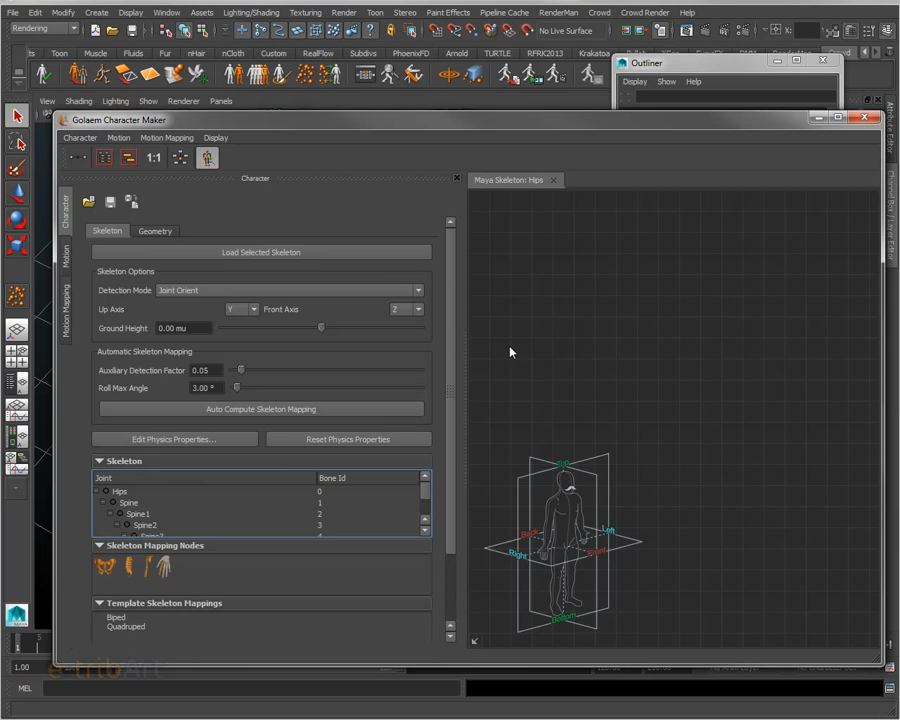 File Edit Modify Create Display Window Assets Lighting/Shading Texturing Render Toon Stereo Paint Effects Pipeline Cache RenderMan Crowd Crowd Render Help
Rendering
No Live Surface
X:
Toon Muscle Fluids Fur nHair nCloth Custom RealFlow Subdivs PhoenixFD Arnold TURTLE RFRK2013 Krakatoa
Outliner
Display Show Help
View Shading Lighting Show Renderer Panels
Golaem Character Maker
Character Motion Motion Mapping Display
1:1
Character
Maya Skeleton: Hips
Character
Motion
Motion Mapping
Skeleton Geometry
Load Selected Skeleton
Skeleton Options
Detection Mode Joint Orient
Up Axis Y Front Axis Z
Ground Height 0.00 mu
Automatic Skeleton Mapping
Auxiliary Detection Factor 0.05
Roll Max Angle 3.00 °
Auto Compute Skeleton Mapping
Edit Physics Properties... Reset Physics Properties
Skeleton
Joint Bone Id
Hips 0
Spine 1
Spine1 2
Spine2 3
Skeleton Mapping Nodes
Template Skeleton Mappings
Biped
Quadruped
Top
Back Left
Right Front
Bottom
Attribute Editor
Channel Box / Layer Editor
MAYA
1 5
1.00
e-tribArt
MEL